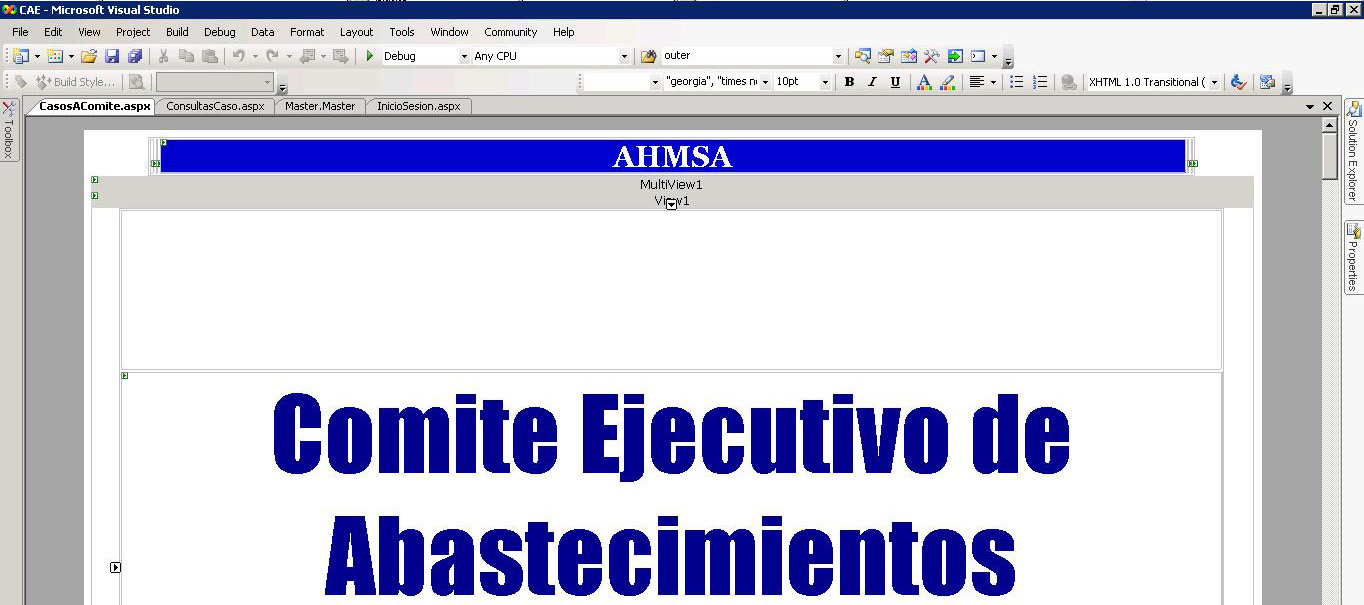 CAE - Microsoft Visual Studio
File Edit View Project Build Debug Data Format Layout Tools Window Community Help
Debug Any CPU outer
Build Style... "georgia", "times n 10pt B I U A XHTML 1.0 Transitional (
CasosAComite.aspx ConsultasCaso.aspx Master.Master InicioSesion.aspx
Toolbox
Solution Explorer
Properties
AHMSA
MultiView1
View1
Comite Ejecutivo de
Abastecimientos